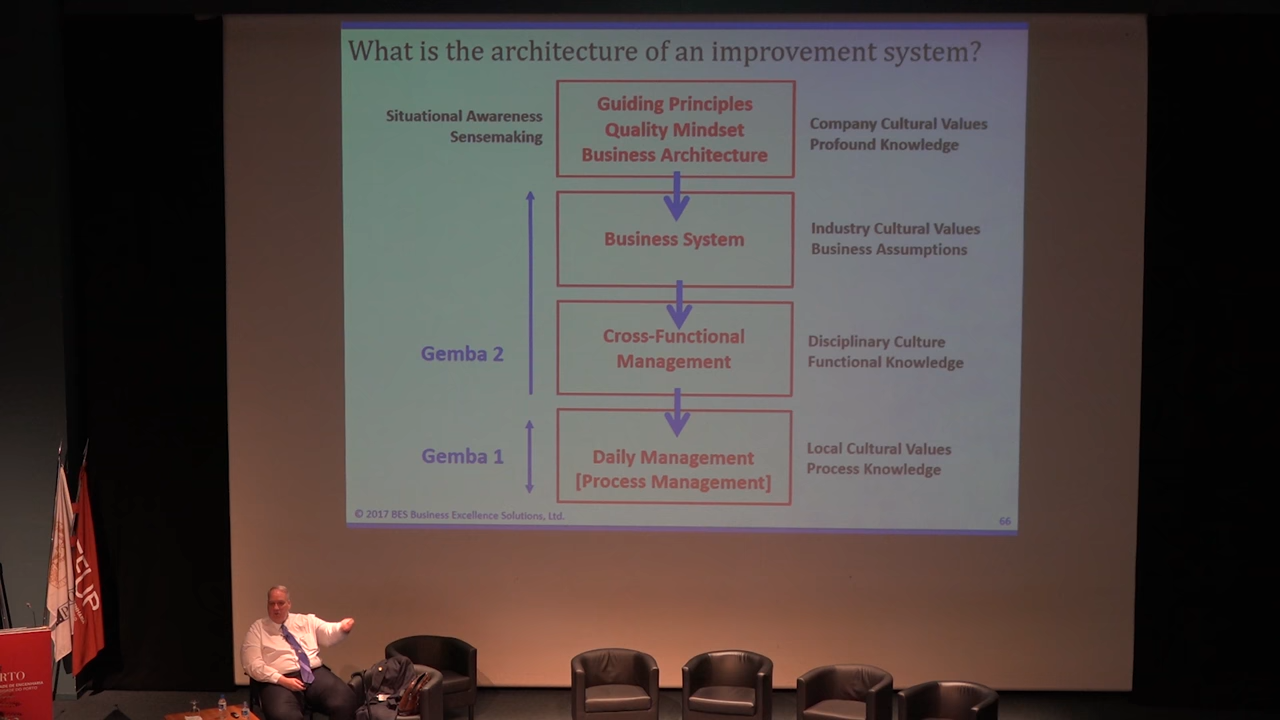 What is the architecture of an improvement system?
Situational Awareness
Sensemaking
Guiding Principles
Quality Mindset
Business Architecture
Company Cultural Values
Profound Knowledge
Business System
Industry Cultural Values
Business Assumptions
Gemba 2
Cross-Functional
Management
Disciplinary Culture
Functional Knowledge
Gemba 1
Daily Management
[Process Management]
Local Cultural Values
Process Knowledge
© 2017 BES Business Excellence Solutions, Ltd.
66
FEUP
RTO